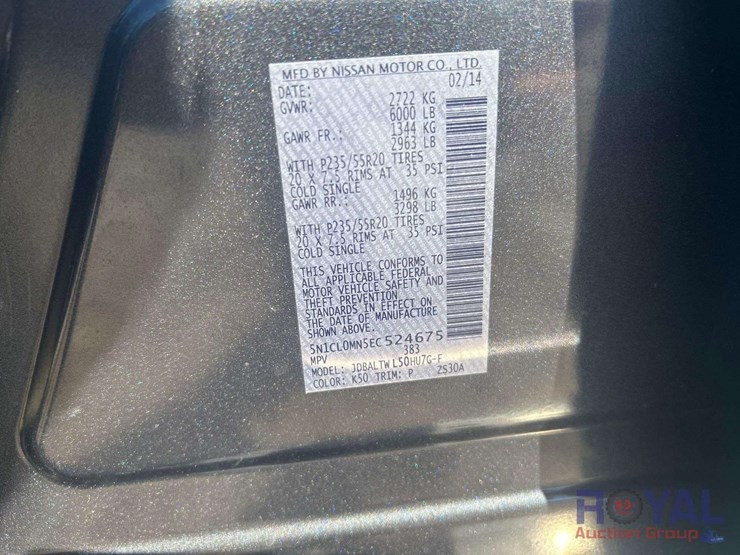 MFD BY NISSAN MOTOR CO., LTD.
DATE: 02/14
GVWR: 2722 KG
6000 LB
GAWR FR.: 1344 KG
2963 LB
WITH P235/55R20 TIRES
20 X 7.5 RIMS AT 35 PSI
COLD SINGLE
GAWR RR.: 1496 KG
3298 LB
WITH P235/55R20 TIRES
20 X 7.5 RIMS AT 35 PSI
COLD SINGLE
THIS VEHICLE CONFORMS TO
ALL APPLICABLE FEDERAL
MOTOR VEHICLE SAFETY AND
THEFT PREVENTION
STANDARDS IN EFFECT ON
THE DATE OF MANUFACTURE
SHOWN ABOVE.
5N1CL0MN5EC524675
MPV 383
MODEL: JDBALTWL50HU7G-F
COLOR: K50 TRIM: P ZS30A
ROYAL
Auction Group